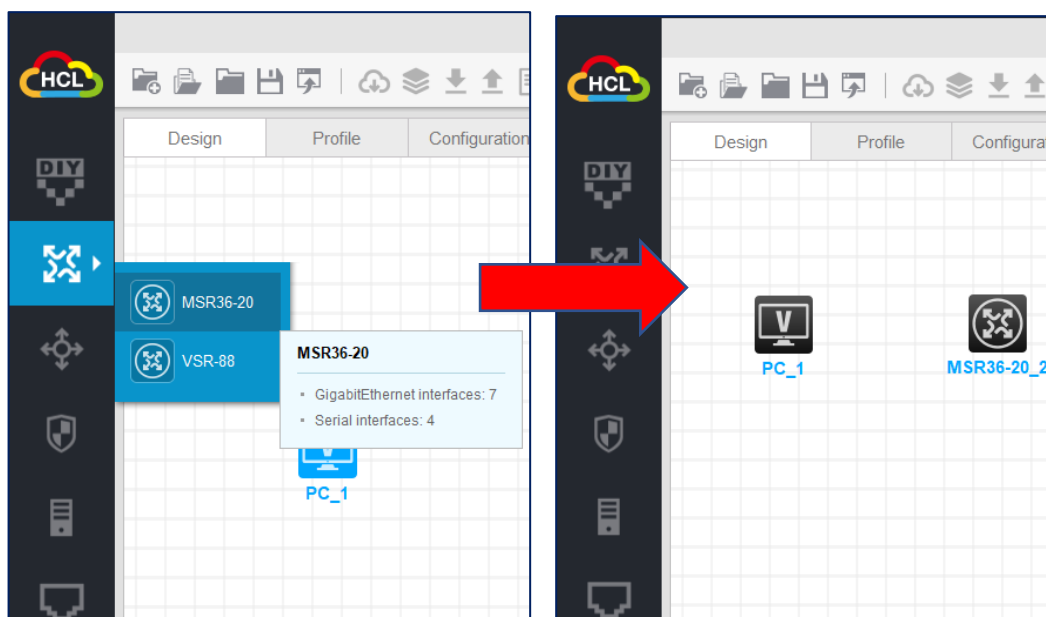 HCL
Design
Profile
Configuration
DIY
MSR36-20
VSR-88
MSR36-20
GigabitEthernet interfaces: 7
Serial interfaces: 4
V
PC_1
HCL
Design
Profile
Configurat
DIY
V
PC_1
MSR36-20_2